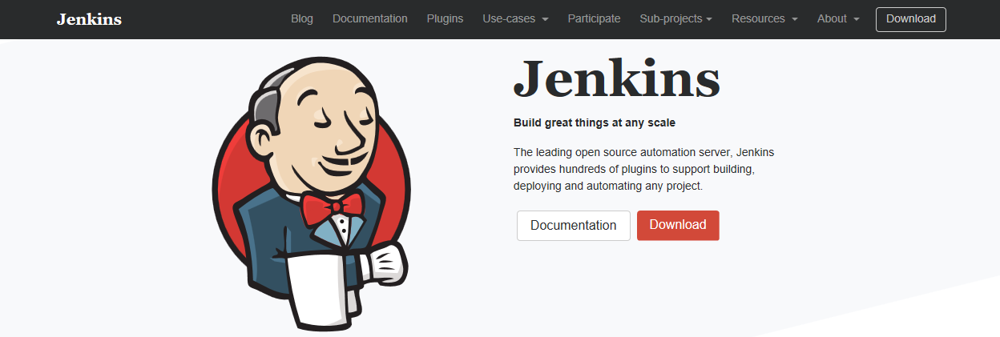 Jenkins Blog Documentation Plugins Use-cases Participate Sub-projects Resources About Download
Jenkins
Build great things at any scale
The leading open source automation server, Jenkins
provides hundreds of plugins to support building,
deploying and automating any project.
Documentation Download